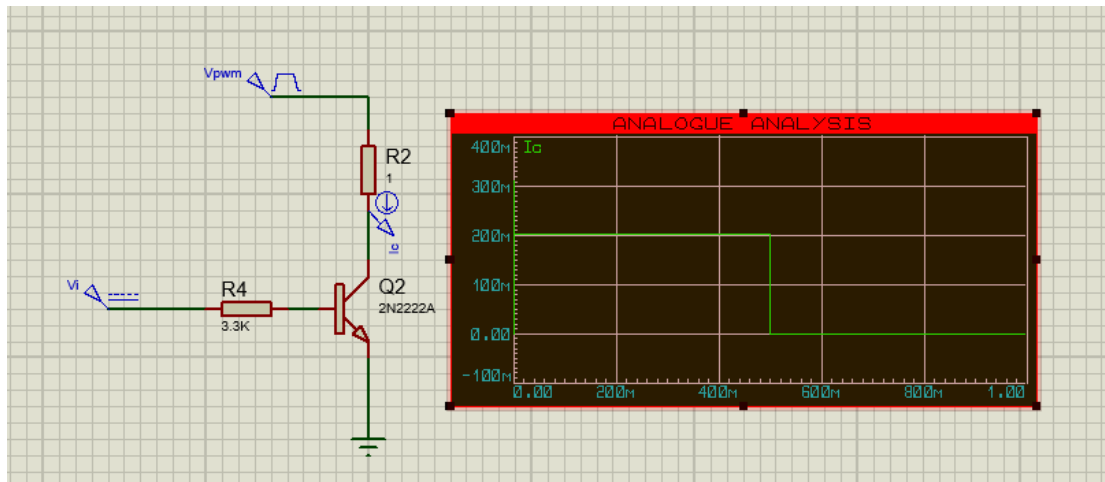 Vpwm
R2
1
Io
Vi
R4
3.3K
Q2
2N2222A
ANALOGUE ANALYSIS
Io
400m
300m
200m
100m
0.00
-100m
0.00 200m 400m 600m 800m 1.00